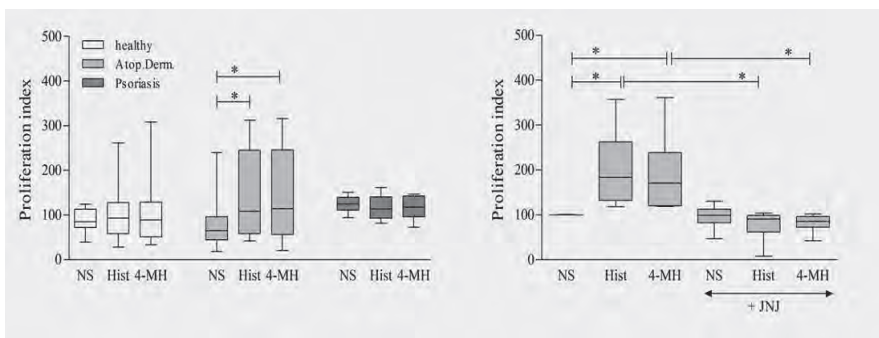 500
400
300
200
100
0
Proliferation index
healthy
Atop.Derm.
Psoriasis
*
*
NS Hist 4-MH NS Hist 4-MH NS Hist 4-MH
500
400
300
200
100
0
Proliferation index
* *
* *
NS Hist 4-MH NS Hist 4-MH
+ JNJ